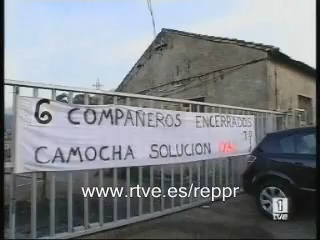 6 COMPAÑEROS ENCERRADOS
CAMOCHA SOLUCION YA
www.rtve.es/reppr
1
tve